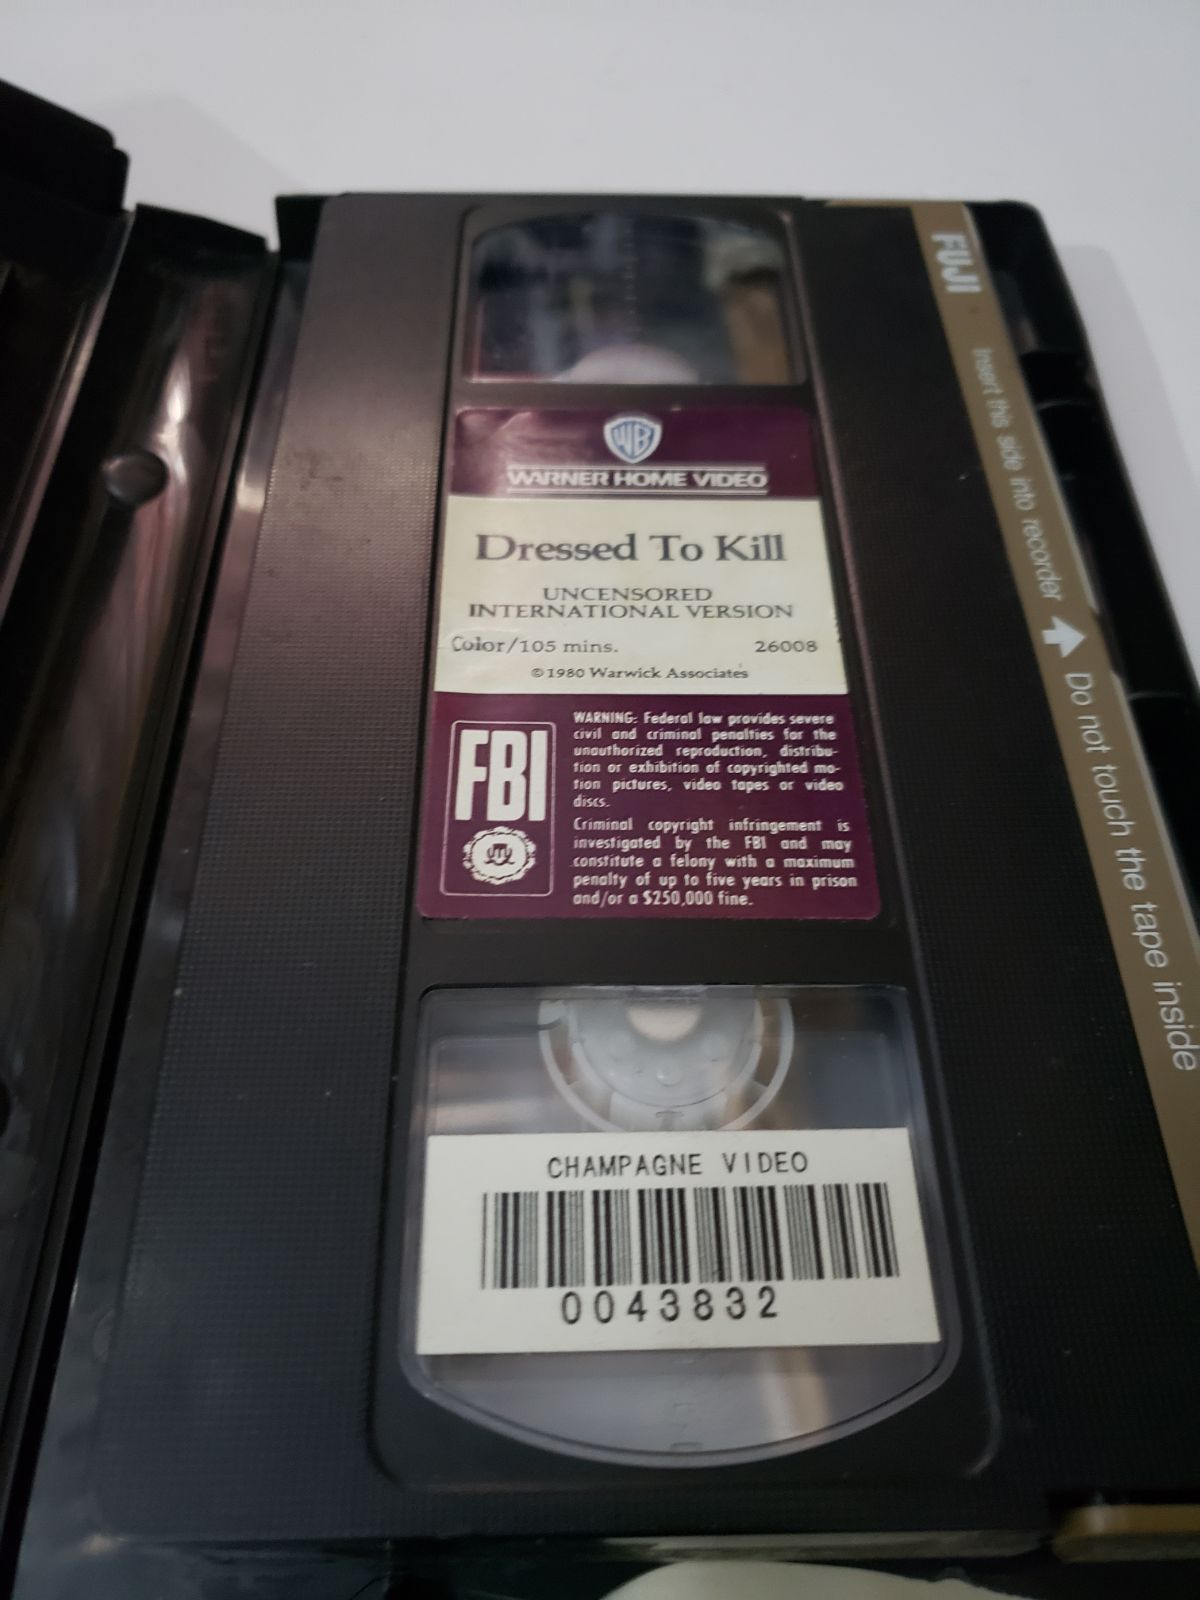 FUJI
Insert this side into recorder
Do not touch the tape inside
WB
WARNER HOME VIDEO
Dressed To Kill
UNCENSORED
INTERNATIONAL VERSION
Color/105 mins. 26008
©1980 Warwick Associates
FBI
WARNING: Federal law provides severe
civil and criminal penalties for the
unauthorized reproduction, distribu-
tion or exhibition of copyrighted mo-
tion pictures, video tapes or video
discs.
Criminal copyright infringement is
investigated by the FBI and may
constitute a felony with a maximum
penalty of up to five years in prison
and/or a $250,000 fine.
CHAMPAGNE VIDEO
0043832